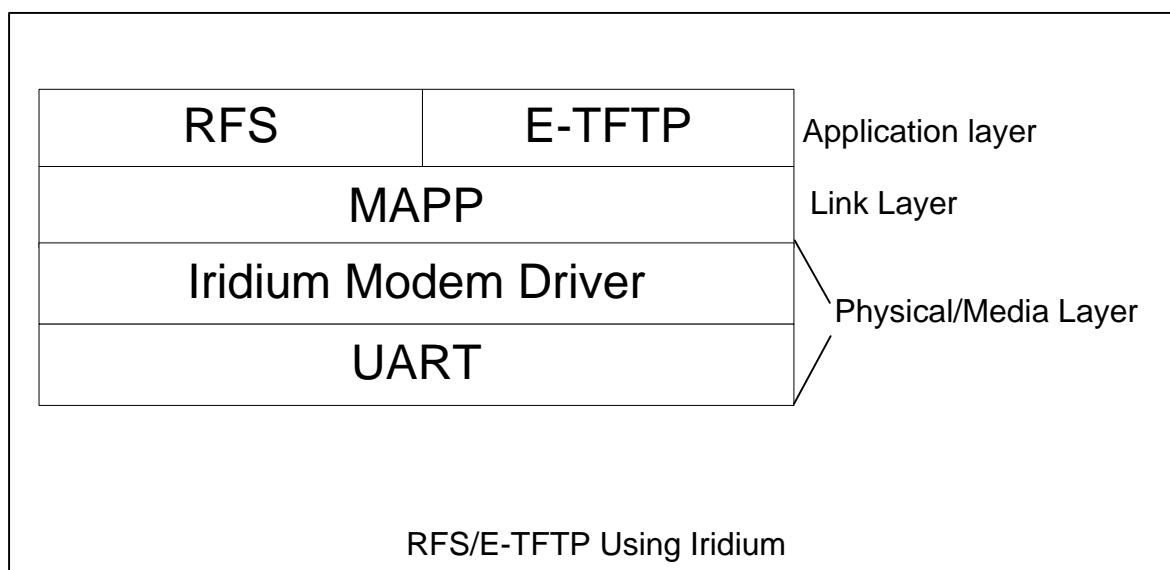 RFS
E-TFTP
Application layer
MAPP
Link Layer
Iridium Modem Driver
Physical/Media Layer
UART
RFS/E-TFTP Using Iridium